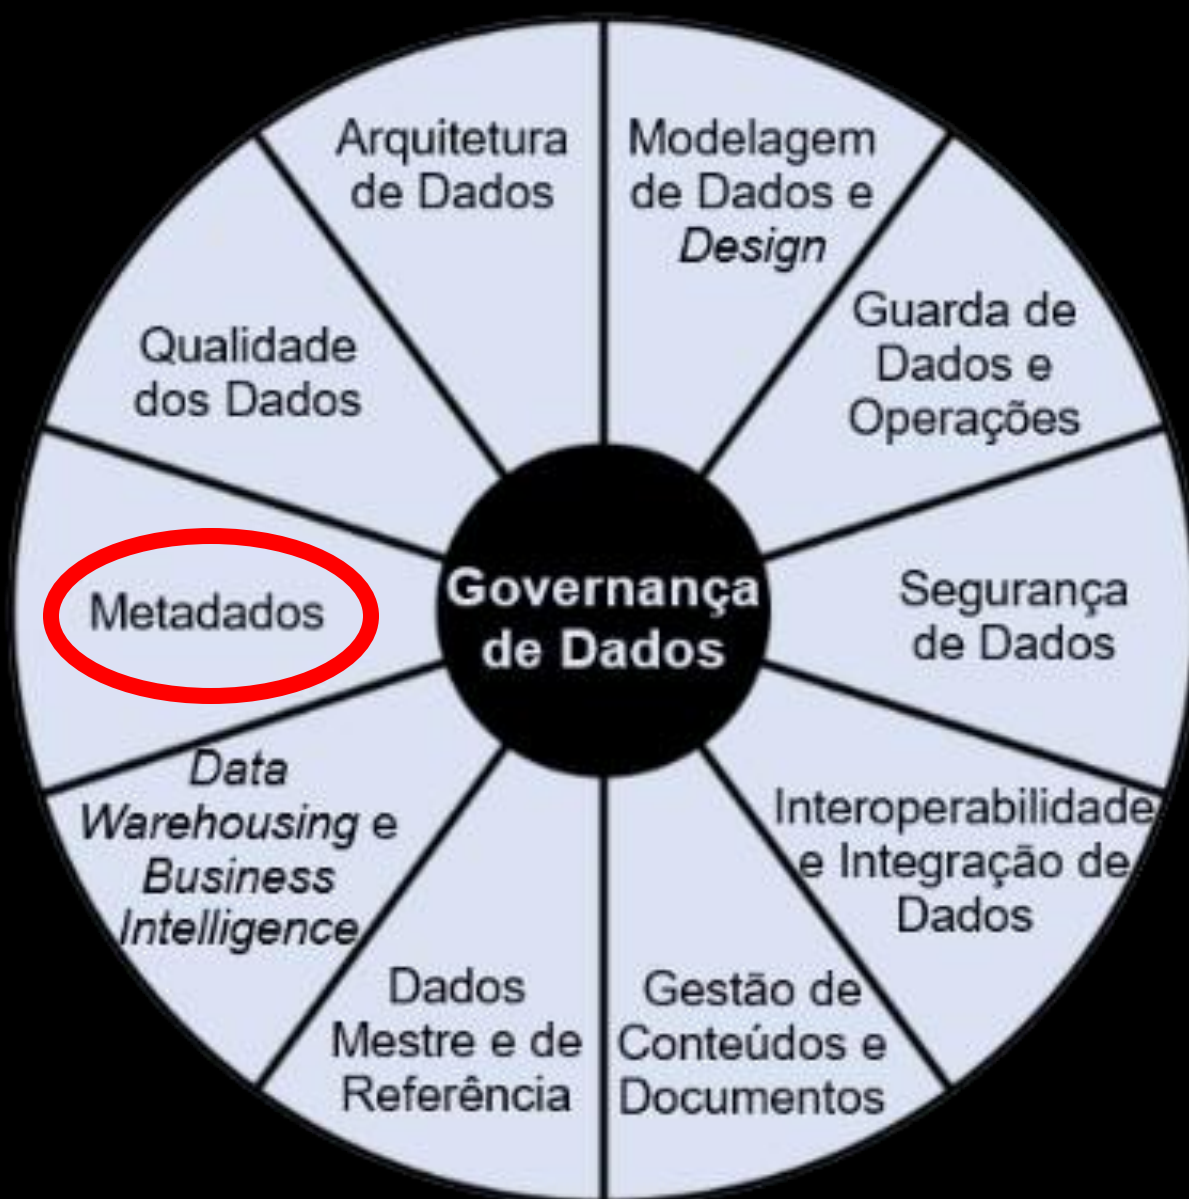 Arquitetura
de Dados
Modelagem
de Dados e
Design
Guarda de
Dados e
Operações
Segurança
de Dados
Interoperabilidade
e Integração de
Dados
Gestão de
Conteúdos e
Documentos
Dados
Mestre e de
Referência
Data
Warehousing e
Business
Intelligence
Metadados
Qualidade
dos Dados
Governança
de Dados